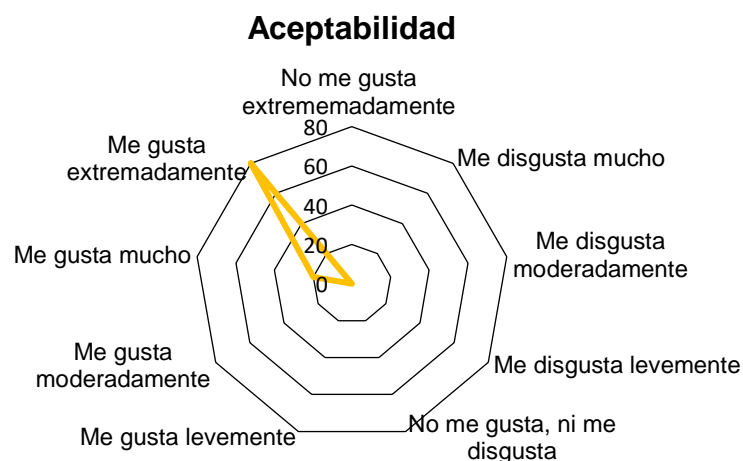 Aceptabilidad
No me gusta
extrememadamente
80
60
40
20
0
Me disgusta mucho
Me disgusta
moderadamente
Me disgusta levemente
No me gusta, ni me
disgusta
Me gusta levemente
Me gusta
moderadamente
Me gusta mucho
Me gusta
extremadamente